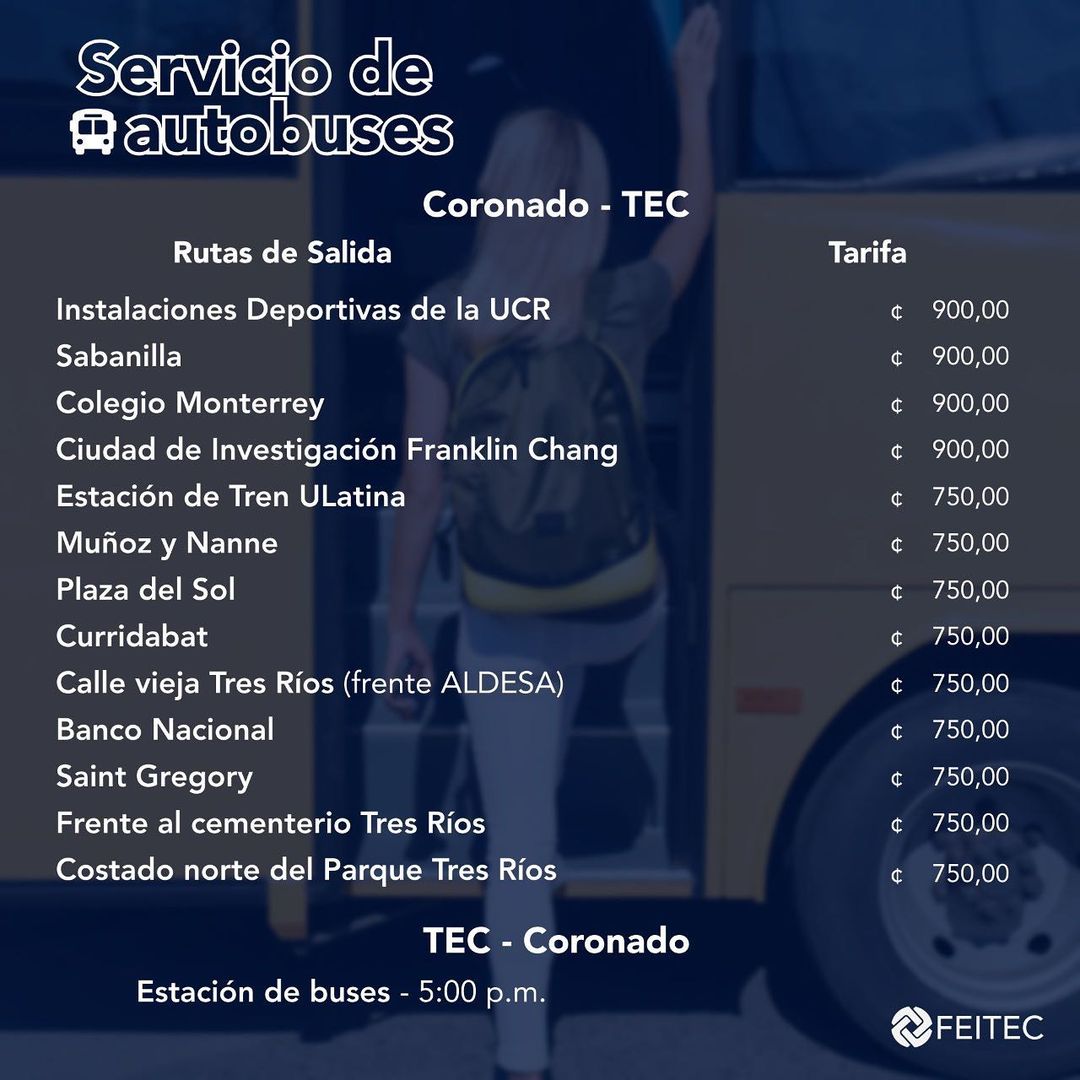 Servicio de
autobuses
Coronado - TEC
Rutas de Salida Tarifa
Instalaciones Deportivas de la UCR ¢ 900,00
Sabanilla ¢ 900,00
Colegio Monterrey ¢ 900,00
Ciudad de Investigación Franklin Chang ¢ 900,00
Estación de Tren ULatina ¢ 750,00
Muñoz y Nanne ¢ 750,00
Plaza del Sol ¢ 750,00
Curridabat ¢ 750,00
Calle vieja Tres Ríos (frente ALDESA) ¢ 750,00
Banco Nacional ¢ 750,00
Saint Gregory ¢ 750,00
Frente al cementerio Tres Ríos ¢ 750,00
Costado norte del Parque Tres Ríos ¢ 750,00
TEC - Coronado
Estación de buses - 5:00 p.m.
FEITEC